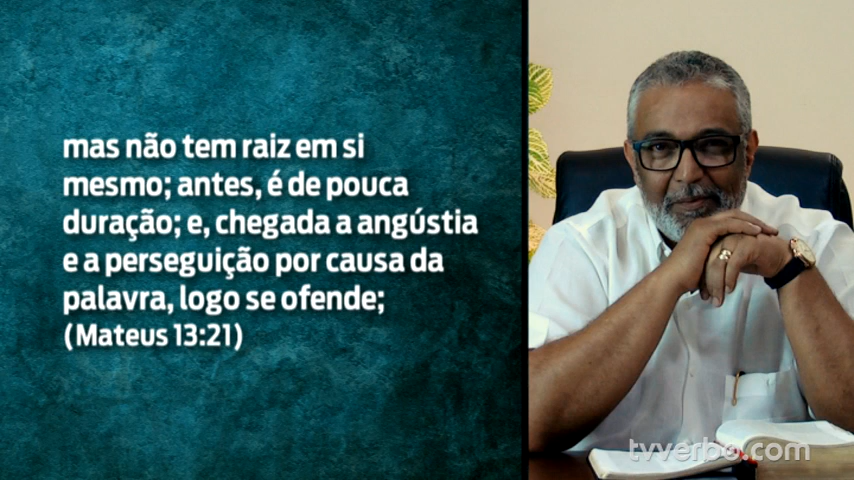 mas não tem raiz em si
mesmo; antes, é de pouca
duração; e, chegada a angústia
e a perseguição por causa da
palavra, logo se ofende;
(Mateus 13:21)
tvverbo.com